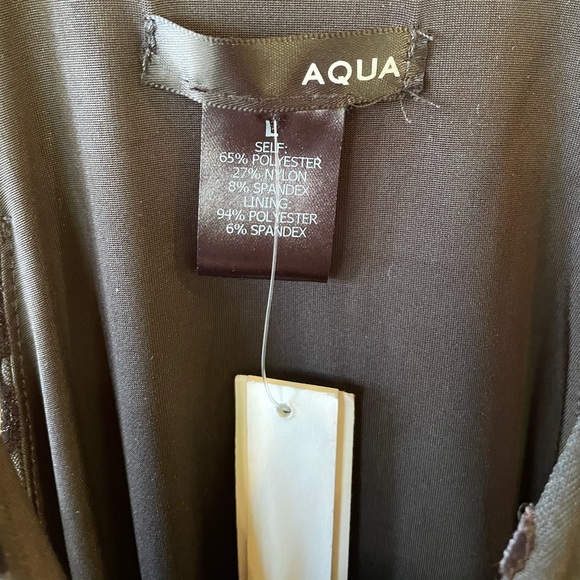 AQUA
L
SELF:
65% POLYESTER
27% NYLON
8% SPANDEX
LINING:
94% POLYESTER
6% SPANDEX